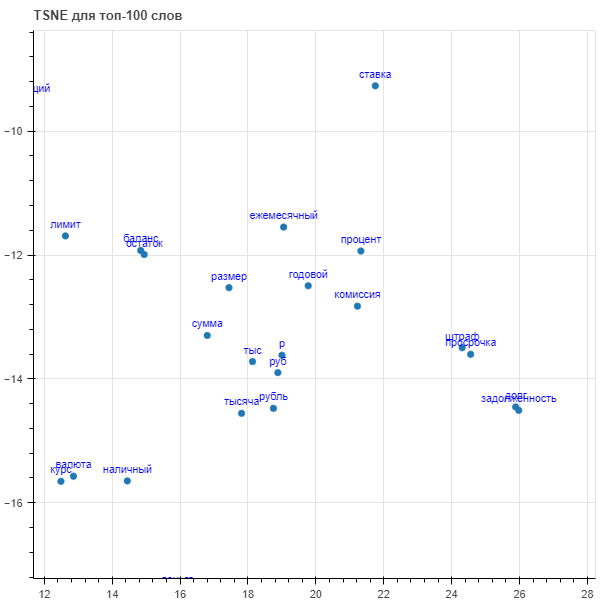 TSNE для топ-100 слов
ставка
щий
−10
ежемесячный
лимит
баланс
остаток
процент
−12
годовой
размер
комиссия
сумма
р
штраф
просрочка
тыс
руб
−14
долг
задолженность
тысяча
рубль
валюта
курс
наличный
−16
12 14 16 18 20 22 24 26 28